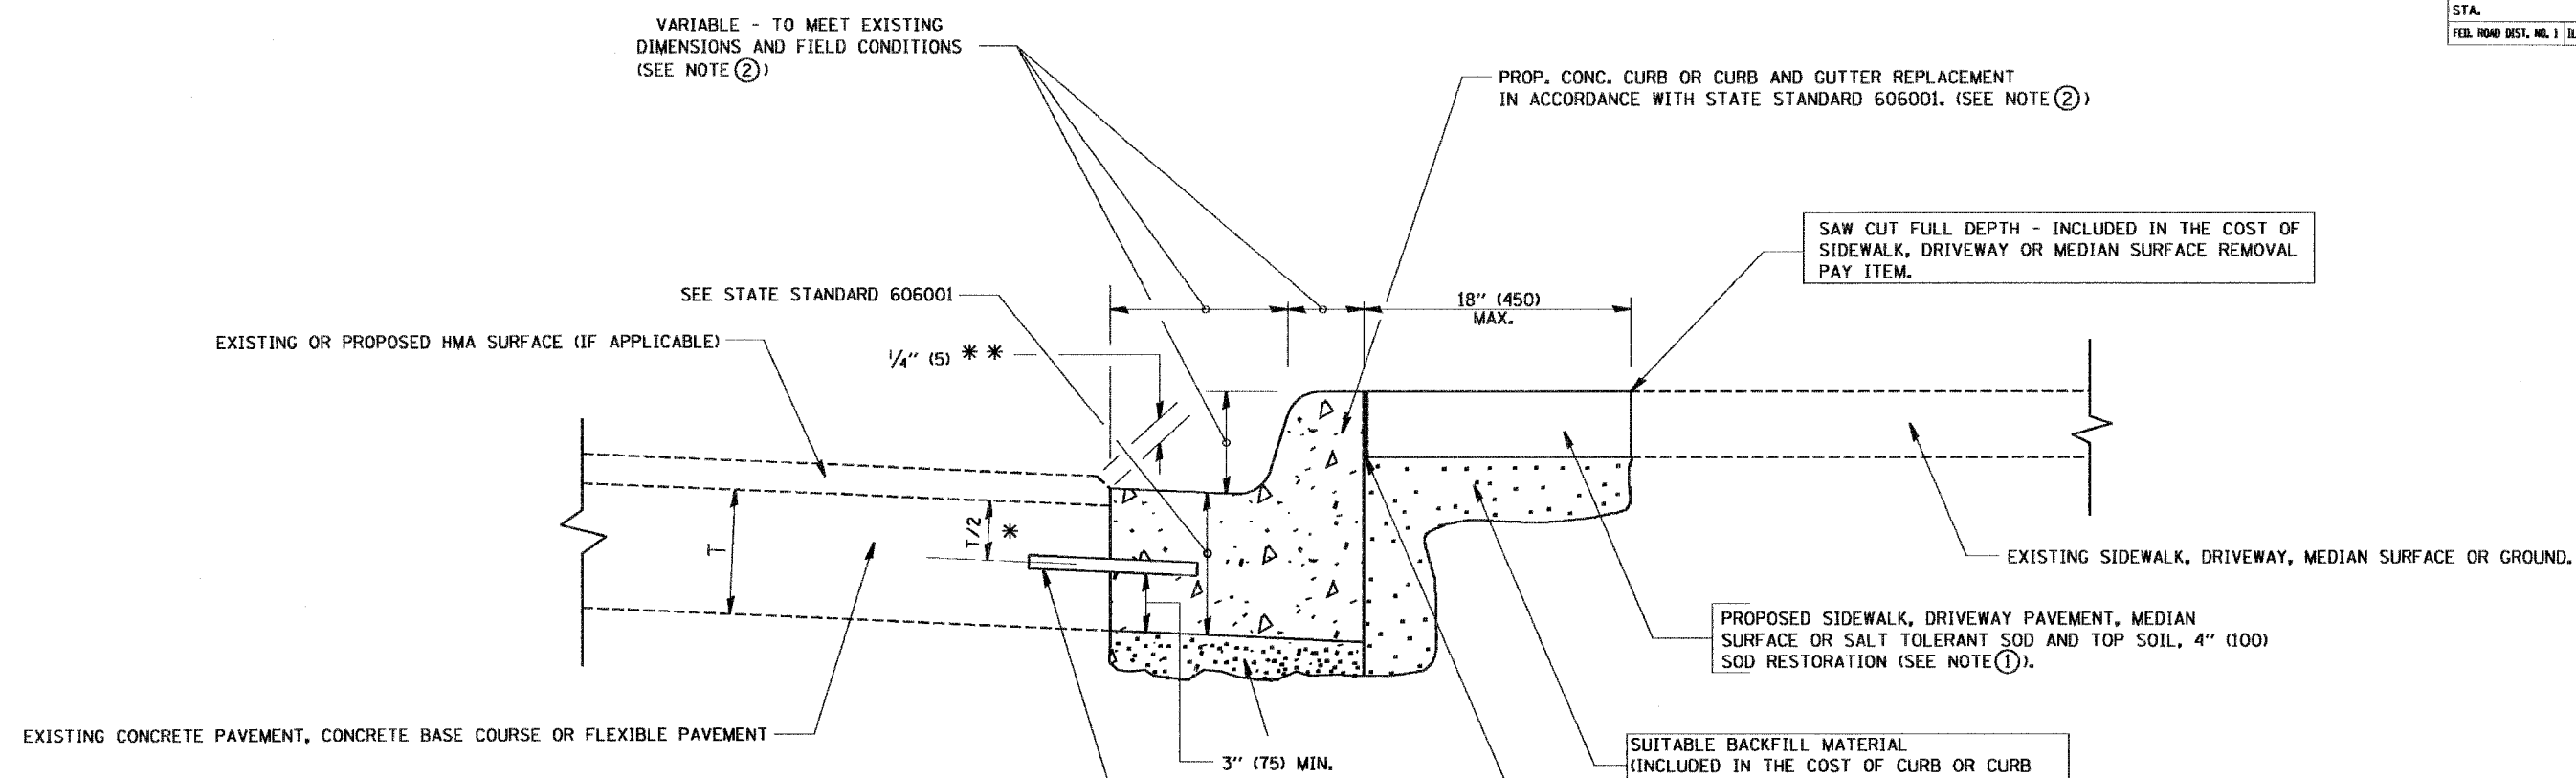 STA.
FED. ROAD DIST. NO. 1
VARIABLE - TO MEET EXISTING
DIMENSIONS AND FIELD CONDITIONS
(SEE NOTE ②)
PROP. CONC. CURB OR CURB AND GUTTER REPLACEMENT
IN ACCORDANCE WITH STATE STANDARD 606001. (SEE NOTE ②)
SAW CUT FULL DEPTH - INCLUDED IN THE COST OF
SIDEWALK, DRIVEWAY OR MEDIAN SURFACE REMOVAL
PAY ITEM.
SEE STATE STANDARD 606001
18" (450)
MAX.
EXISTING OR PROPOSED HMA SURFACE (IF APPLICABLE)
1/4" (5) * *
T
T/2 *
EXISTING SIDEWALK, DRIVEWAY, MEDIAN SURFACE OR GROUND.
PROPOSED SIDEWALK, DRIVEWAY PAVEMENT, MEDIAN
SURFACE OR SALT TOLERANT SOD AND TOP SOIL, 4" (100)
SOD RESTORATION (SEE NOTE ①).
EXISTING CONCRETE PAVEMENT, CONCRETE BASE COURSE OR FLEXIBLE PAVEMENT
3" (75) MIN.
SUITABLE BACKFILL MATERIAL
(INCLUDED IN THE COST OF CURB OR CURB